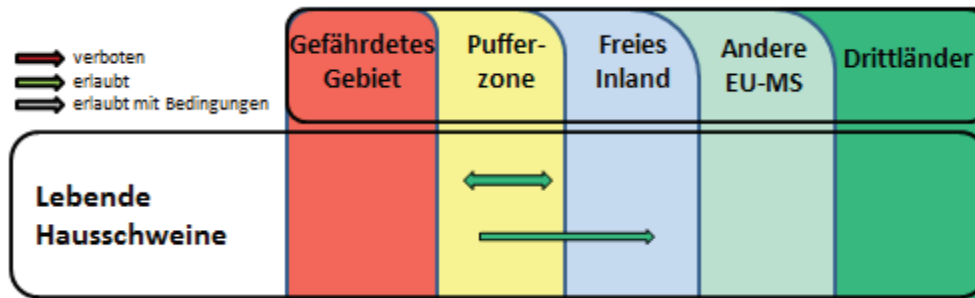 verboten
erlaubt
erlaubt mit Bedingungen
Gefährdetes
Gebiet
Puffer-
zone
Freies
Inland
Andere
EU-MS
Drittländer
Lebende
Hausschweine